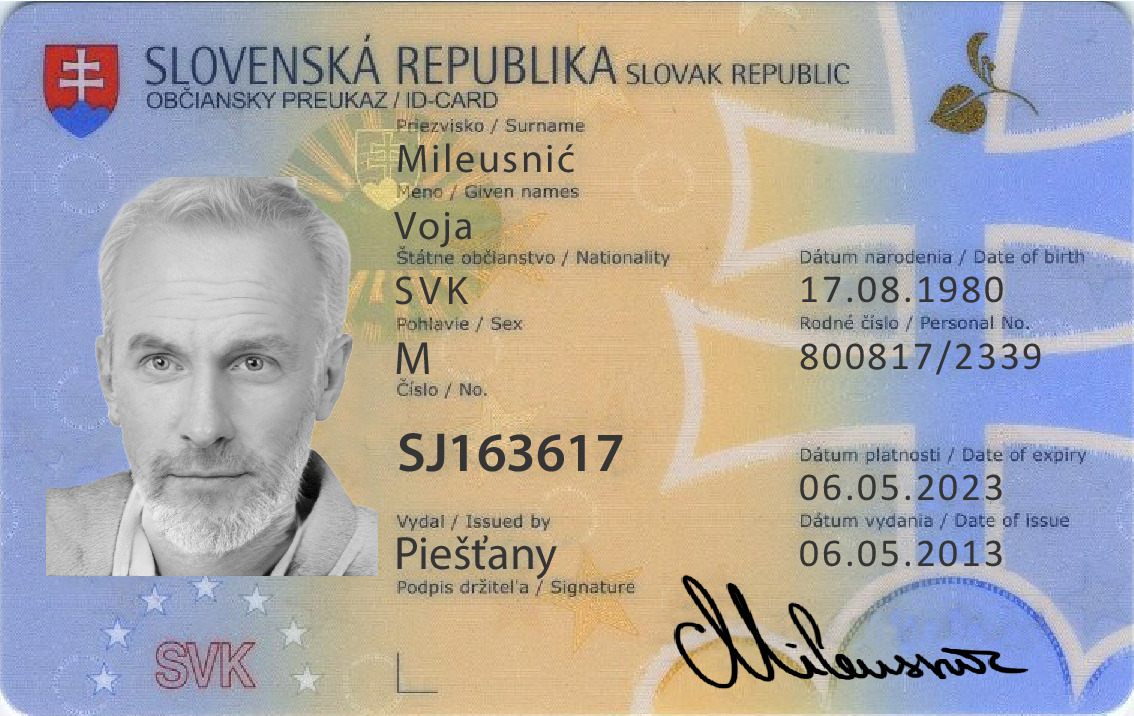 SLOVENSKÁ REPUBLIKA SLOVAK REPUBLIC
OBČIANSKY PREUKAZ / ID-CARD
Priezvisko / Surname
Mileusnić
Meno / Given names
Voja
Štátne občianstvo / Nationality
SVK
Dátum narodenia / Date of birth
17.08.1980
Pohlavie / Sex
M
Rodné číslo / Personal No.
800817/2339
Číslo / No.
SJ163617
Dátum platnosti / Date of expiry
06.05.2023
Vydal / Issued by
Piešťany
Dátum vydania / Date of issue
06.05.2013
Podpis držiteľa / Signature
Mileusnić
SVK